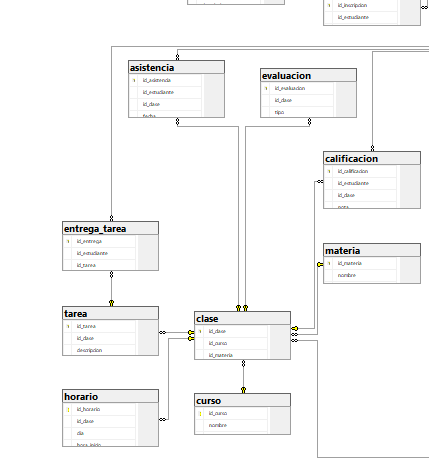 id_inscripcion
id_estudiante
asistencia
id_asistencia
id_estudiante
id_clase
fecha
evaluacion
id_evaluacion
id_clase
tipo
calificacion
id_calificacion
id_estudiante
id_clase
nota
entrega_tarea
id_entrega
id_estudiante
id_tarea
materia
id_materia
nombre
tarea
id_tarea
id_clase
descripcion
clase
id_clase
id_curso
id_materia
horario
id_horario
id_clase
dia
hora_inicio
curso
id_curso
nombre